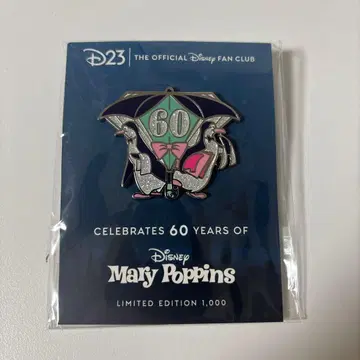 D23 | THE OFFICIAL Disney FAN CLUB
60
CELEBRATES 60 YEARS OF
Disney
Mary Poppins
LIMITED EDITION 1,000